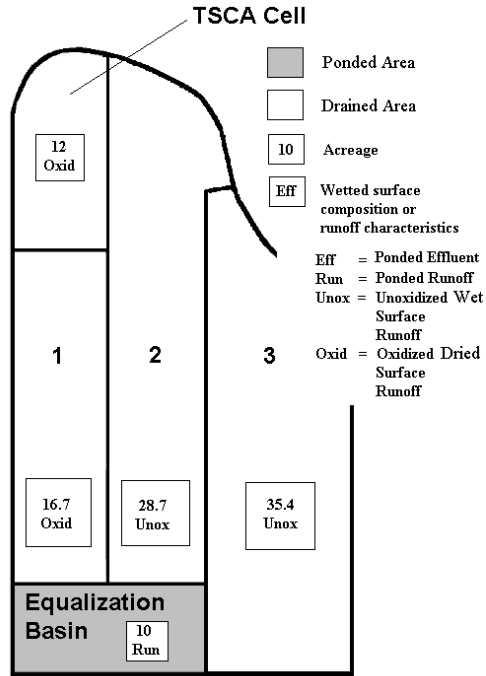 TSCA Cell
Ponded Area
Drained Area
10 Acreage
Eff Wetted surface
composition or
runoff characteristics
Eff = Ponded Effluent
Run = Ponded Runoff
Unox = Unoxidized Wet
Surface
Runoff
Oxid = Oxidized Dried
Surface
Runoff
12
Oxid
1
2
3
16.7
Oxid
28.7
Unox
35.4
Unox
Equalization
Basin
10
Run